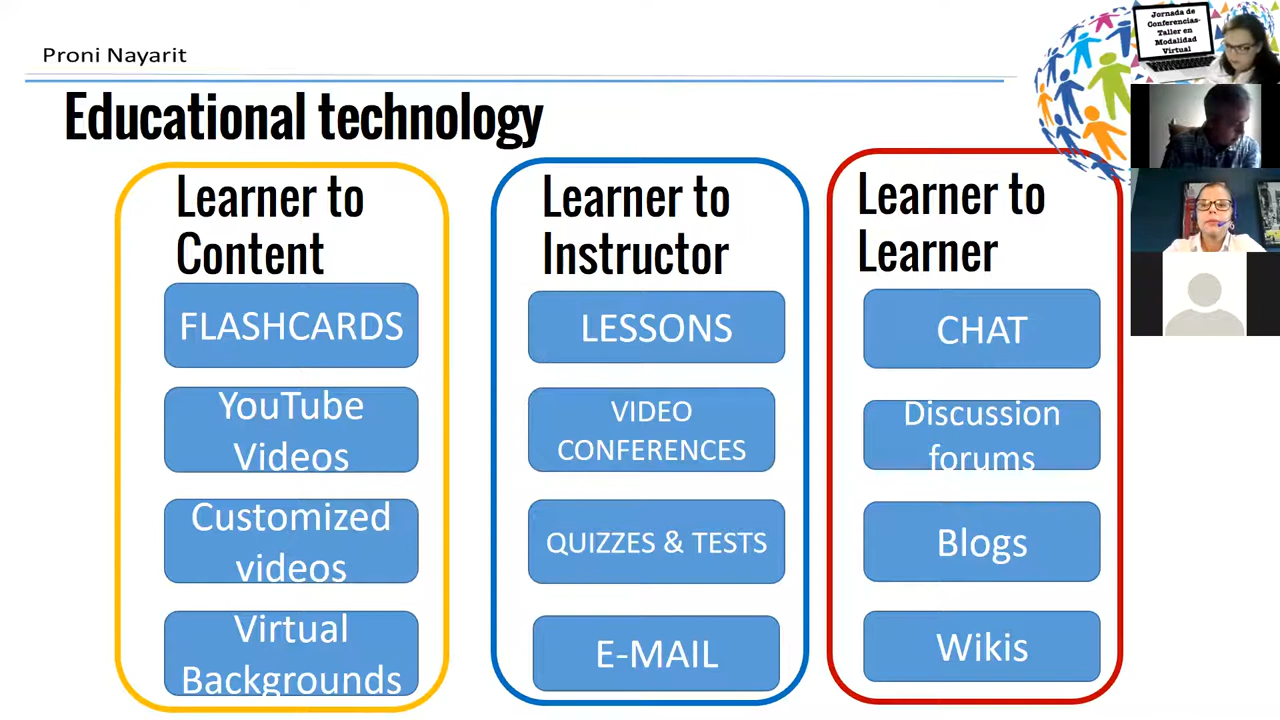 Proni Nayarit
Jornada de
Conferencias-
Taller en
Modalidad
Virtual
Educational technology
Learner to
Content
FLASHCARDS
YouTube
Videos
Customized
videos
Virtual
Backgrounds
Learner to
Instructor
LESSONS
VIDEO
CONFERENCES
QUIZZES & TESTS
E-MAIL
Learner to
Learner
CHAT
Discussion
forums
Blogs
Wikis